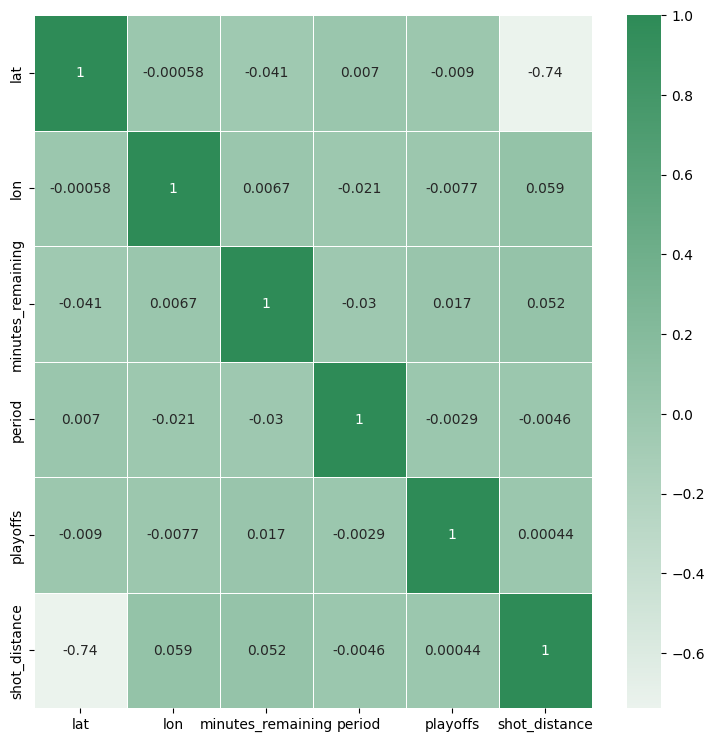 lat 1 -0.00058 -0.041 0.007 -0.009 -0.74
lon -0.00058 1 0.0067 -0.021 -0.0077 0.059
minutes_remaining -0.041 0.0067 1 -0.03 0.017 0.052
period 0.007 -0.021 -0.03 1 -0.0029 -0.0046
playoffs -0.009 -0.0077 0.017 -0.0029 1 0.00044
shot_distance -0.74 0.059 0.052 -0.0046 0.00044 1
lat lon minutes_remaining period playoffs shot_distance
1.0
0.8
0.6
0.4
0.2
0.0
−0.2
−0.4
−0.6